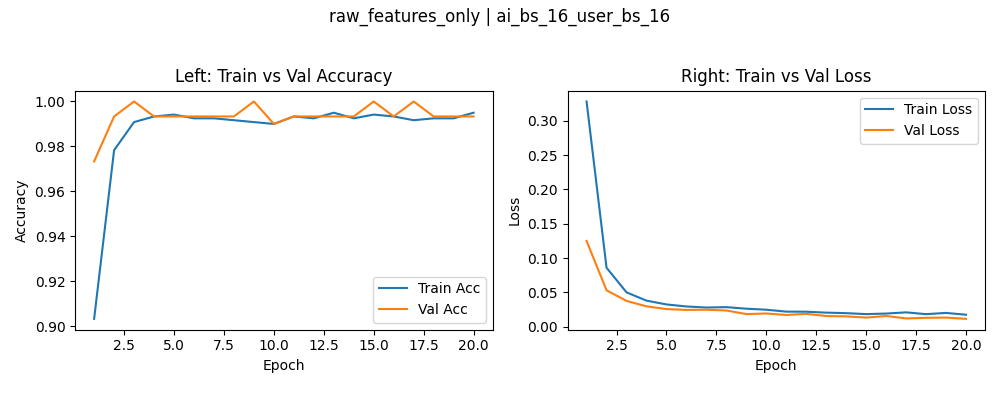 raw_features_only | ai_bs_16_user_bs_16
Left: Train vs Val Accuracy
1.00
0.98
0.96
0.94
0.92
0.90
Accuracy
Train Acc
Val Acc
2.5 5.0 7.5 10.0 12.5 15.0 17.5 20.0
Epoch
Right: Train vs Val Loss
0.30
0.25
0.20
0.15
0.10
0.05
0.00
Loss
Train Loss
Val Loss
2.5 5.0 7.5 10.0 12.5 15.0 17.5 20.0
Epoch